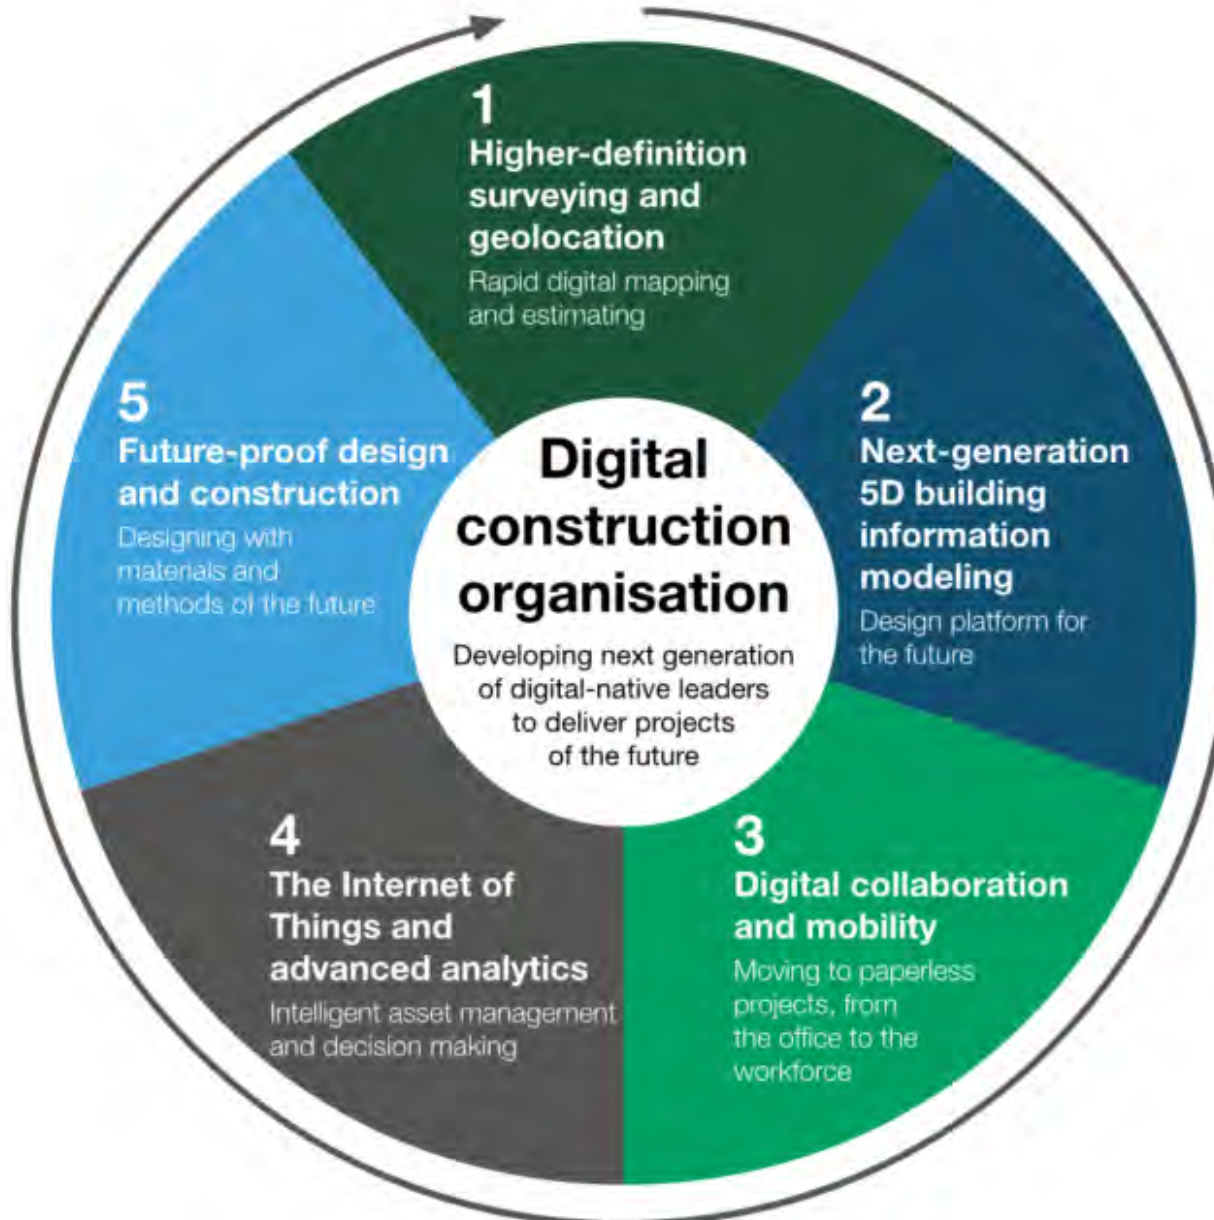 1
Higher-definition
surveying and
geolocation
Rapid digital mapping
and estimating
2
Next-generation
5D building
information
modeling
Design platform for
the future
3
Digital collaboration
and mobility
Moving to paperless
projects, from
the office to the
workforce
4
The Internet of
Things and
advanced analytics
Intelligent asset management
and decision making
5
Future-proof design
and construction
Designing with
materials and
methods of the future
Digital
construction
organisation
Developing next generation
of digital-native leaders
to deliver projects
of the future